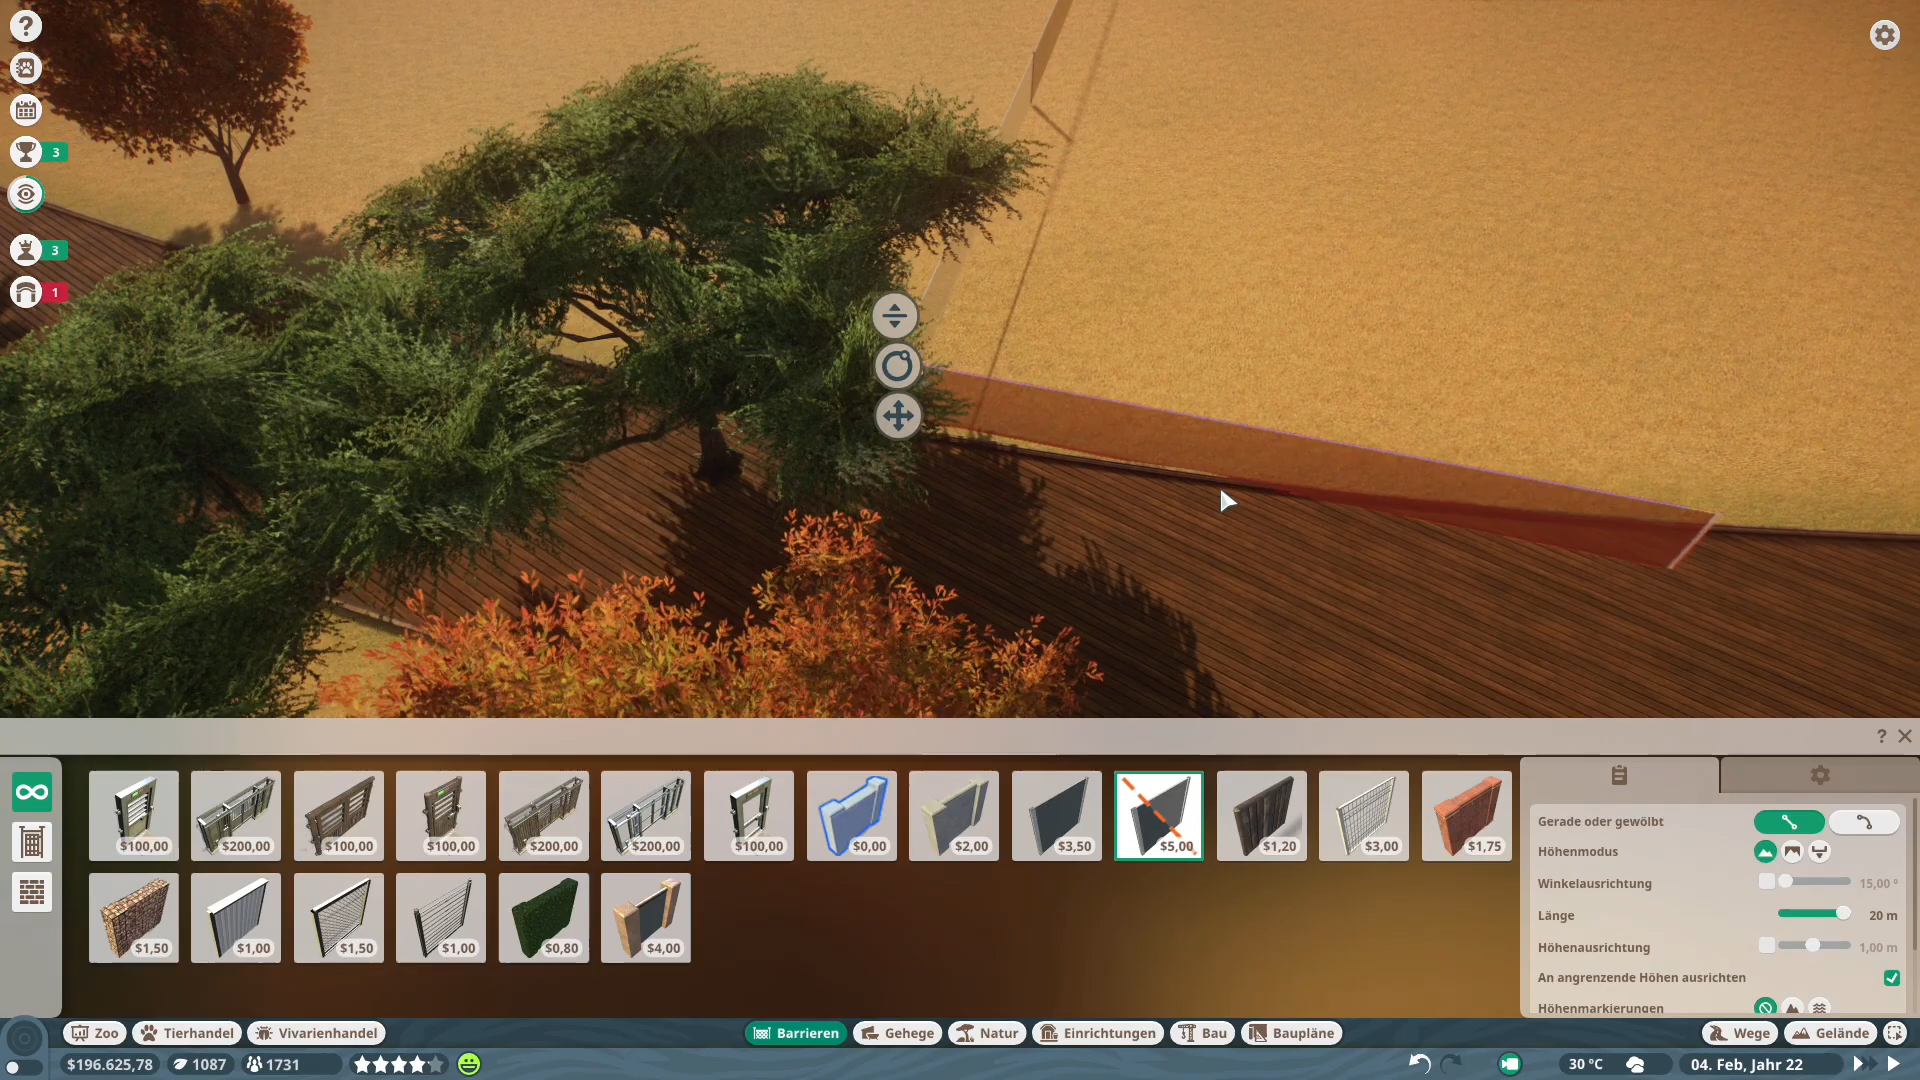 ?
3
3
1
?
$100,00
$200,00
$100,00
$100,00
$200,00
$200,00
$100,00
$0,00
$2,00
$3,50
$5,00
$1,20
$3,00
$1,75
$1,50
$1,00
$1,50
$1,00
$0,80
$4,00
Gerade oder gewölbt
Höhenmodus
Winkelausrichtung 15,00 °
Länge 20 m
Höhenausrichtung 1,00 m
An angrenzende Höhen ausrichten
Höhenmarkierungen
Zoo Tierhandel Vivarienhandel Barrieren Gehege Natur Einrichtungen Bau Baupläne Wege Gelände
$196.625,78 1087 1731 30 °C 04. Feb, Jahr 22